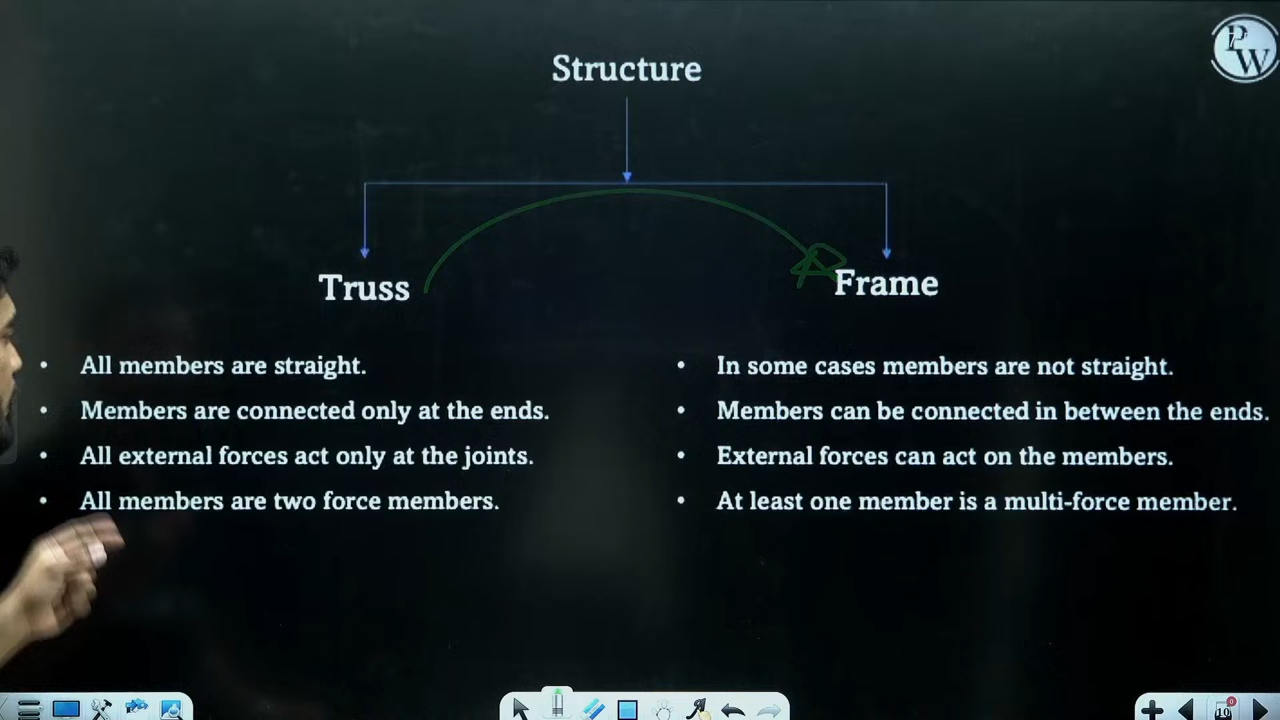 PW
Structure
Truss
Frame
• All members are straight.
• Members are connected only at the ends.
• All external forces act only at the joints.
• All members are two force members.
• In some cases members are not straight.
• Members can be connected in between the ends.
• External forces can act on the members.
• At least one member is a multi-force member.
10